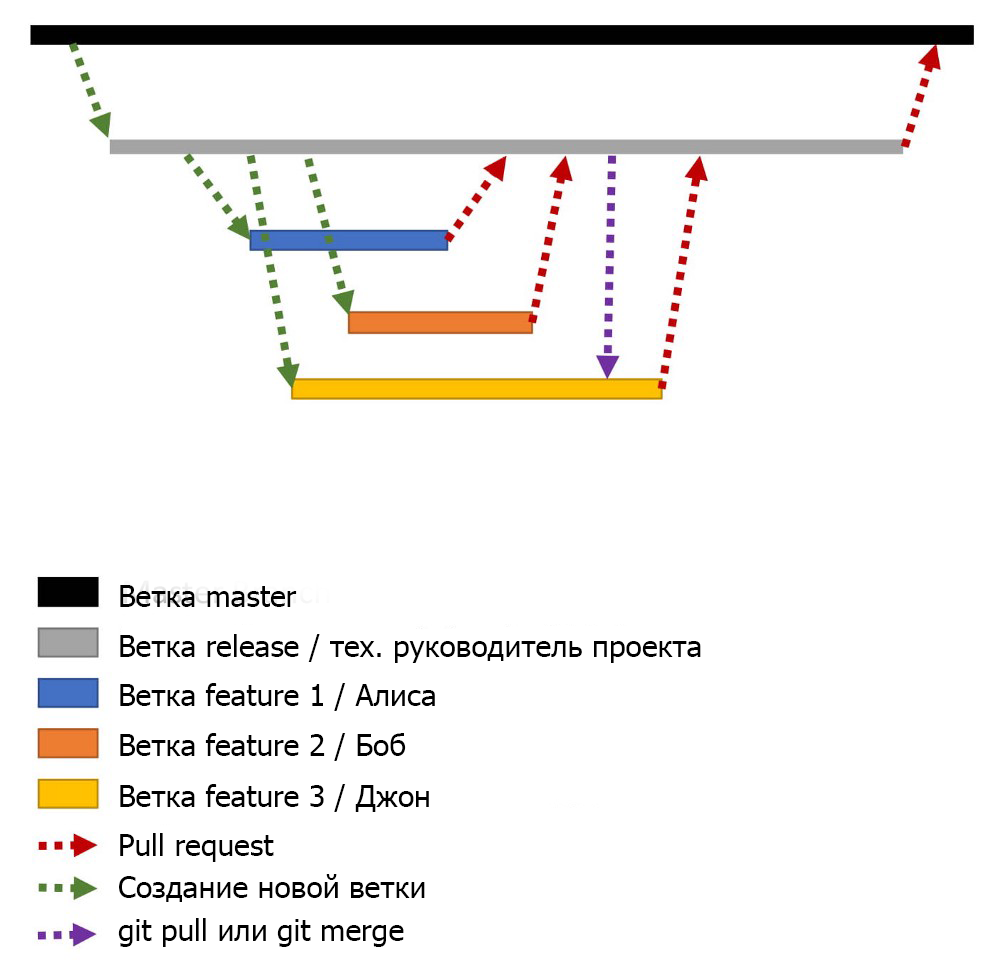 Ветка master
Ветка release / тех. руководитель проекта
Ветка feature 1 / Алиса
Ветка feature 2 / Боб
Ветка feature 3 / Джон
Pull request
Создание новой ветки
git pull или git merge